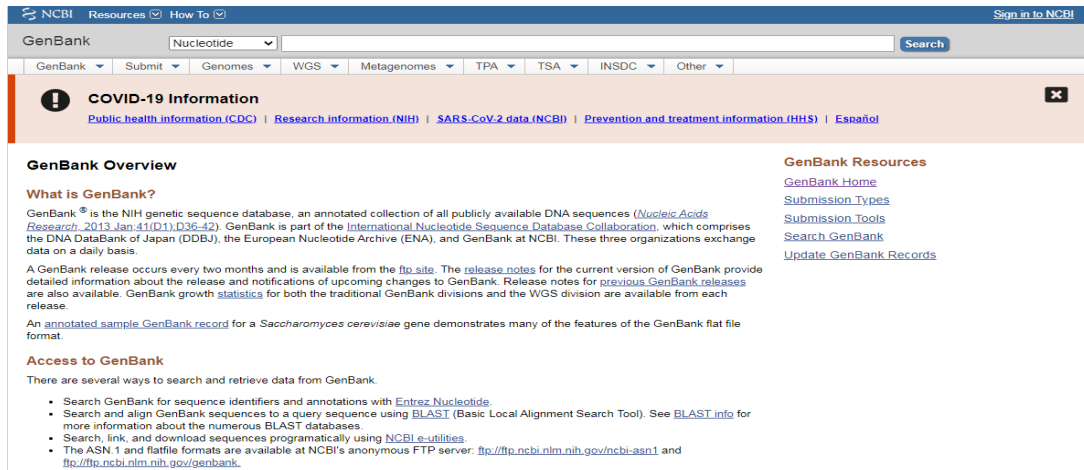 NCBI Resources How To Sign in to NCBI
GenBank Nucleotide Search
GenBank Submit Genomes WGS Metagenomes TPA TSA INSDC Other
COVID-19 Information
Public health information (CDC) | Research information (NIH) | SARS-CoV-2 data (NCBI) | Prevention and treatment information (HHS) | Español
GenBank Overview
What is GenBank?
GenBank ® is the NIH genetic sequence database, an annotated collection of all publicly available DNA sequences (Nucleic Acids
Research, 2013 Jan;41(D1):D36-42). GenBank is part of the International Nucleotide Sequence Database Collaboration, which comprises
the DNA DataBank of Japan (DDBJ), the European Nucleotide Archive (ENA), and GenBank at NCBI. These three organizations exchange
data on a daily basis.
A GenBank release occurs every two months and is available from the ftp site. The release notes for the current version of GenBank provide
detailed information about the release and notifications of upcoming changes to GenBank. Release notes for previous GenBank releases
are also available. GenBank growth statistics for both the traditional GenBank divisions and the WGS division are available from each
release.
An annotated sample GenBank record for a Saccharomyces cerevisiae gene demonstrates many of the features of the GenBank flat file
format.
Access to GenBank
There are several ways to search and retrieve data from GenBank.
• Search GenBank for sequence identifiers and annotations with Entrez Nucleotide.
• Search and align GenBank sequences to a query sequence using BLAST (Basic Local Alignment Search Tool). See BLAST info for
more information about the numerous BLAST databases.
• Search, link, and download sequences programatically using NCBI e-utilities.
• The ASN.1 and flatfile formats are available at NCBI's anonymous FTP server: ftp://ftp.ncbi.nlm.nih.gov/ncbi-asn1 and
ftp://ftp.ncbi.nlm.nih.gov/genbank.
GenBank Resources
GenBank Home
Submission Types
Submission Tools
Search GenBank
Update GenBank Records